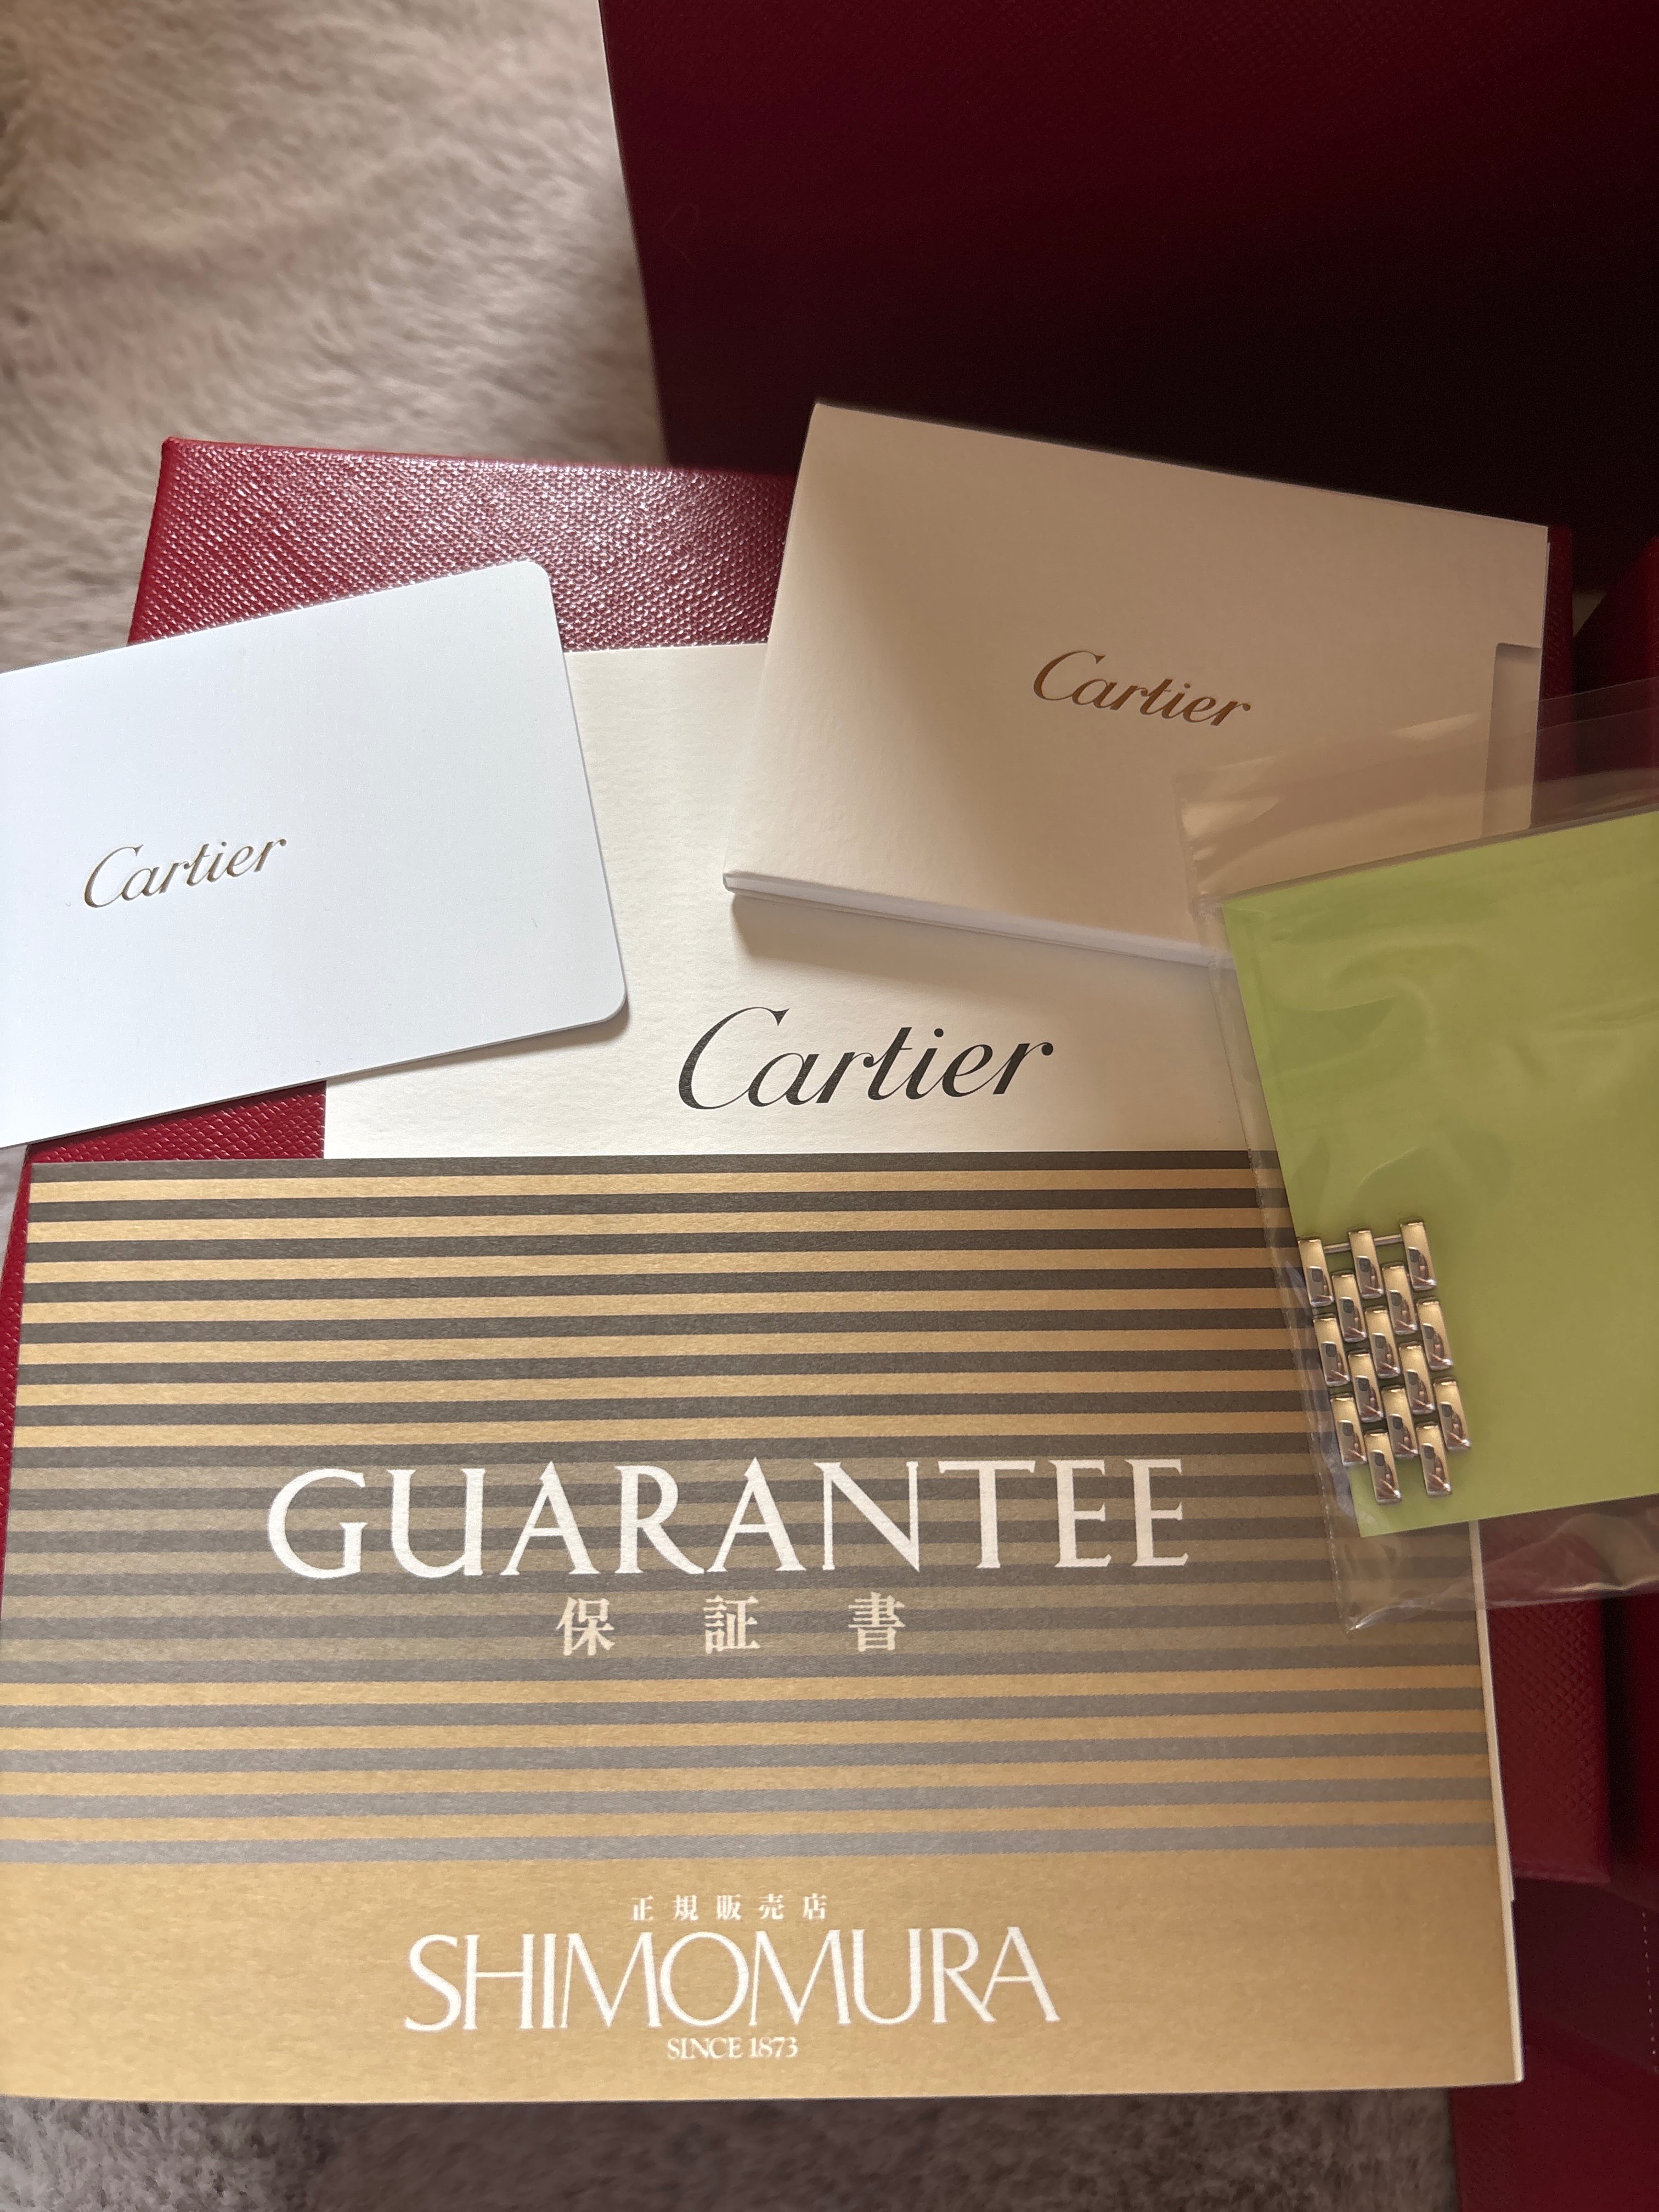 Cartier
Cartier
Cartier
GUARANTEE
保証書
正規販売店
SHIMOMURA
SINCE 1873